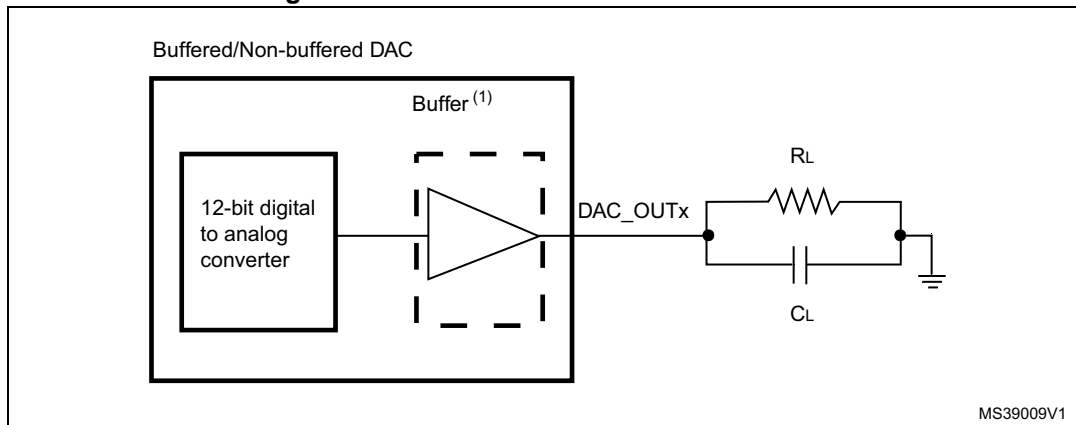 Buffered/Non-buffered DAC
Buffer (1)
12-bit digital
to analog
converter
DAC_OUTx
RL
CL
MS39009V1